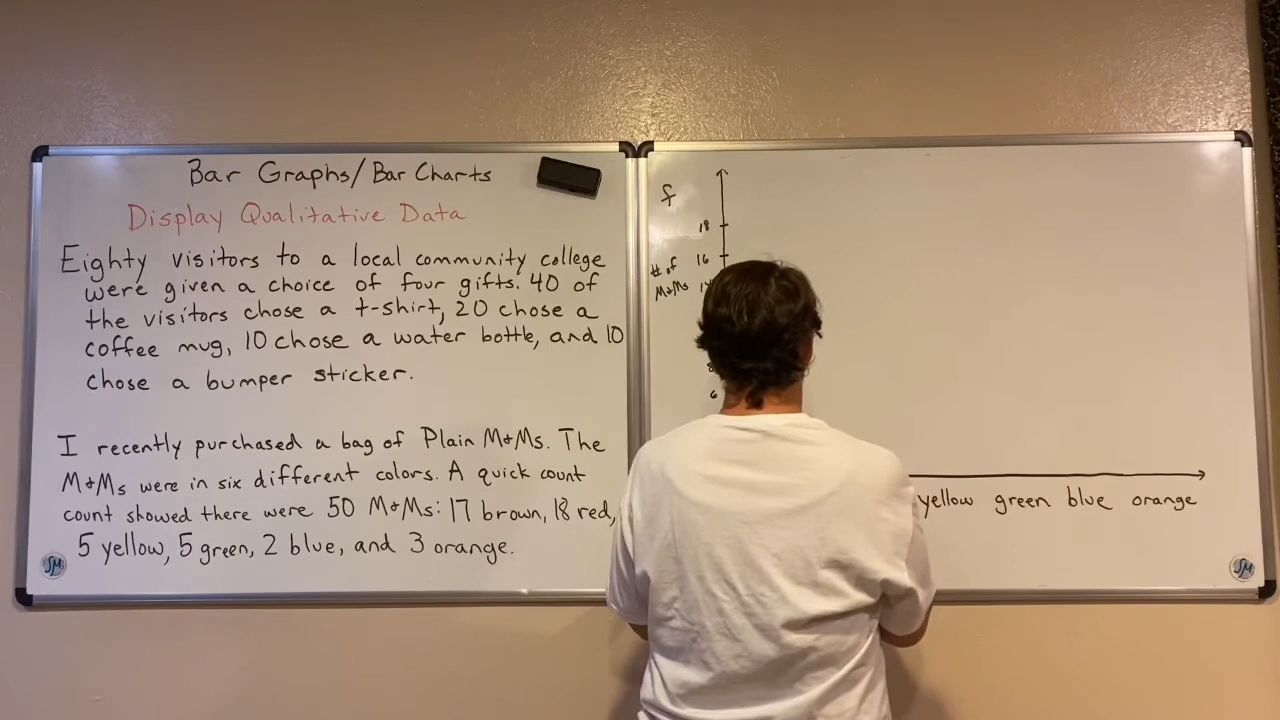 Bar Graphs/Bar Charts
Display Qualitative Data
Eighty visitors to a local community college
were given a choice of four gifts. 40 of
the visitors chose a t-shirt, 20 chose a
coffee mug, 10 chose a water bottle, and 10
chose a bumper sticker.
I recently purchased a bag of Plain M&Ms. The
M&Ms were in six different colors. A quick count
count showed there were 50 M&Ms: 17 brown, 18 red,
5 yellow, 5 green, 2 blue, and 3 orange.
SM
f
18
# of 16
M&Ms
6
yellow green blue orange
SM